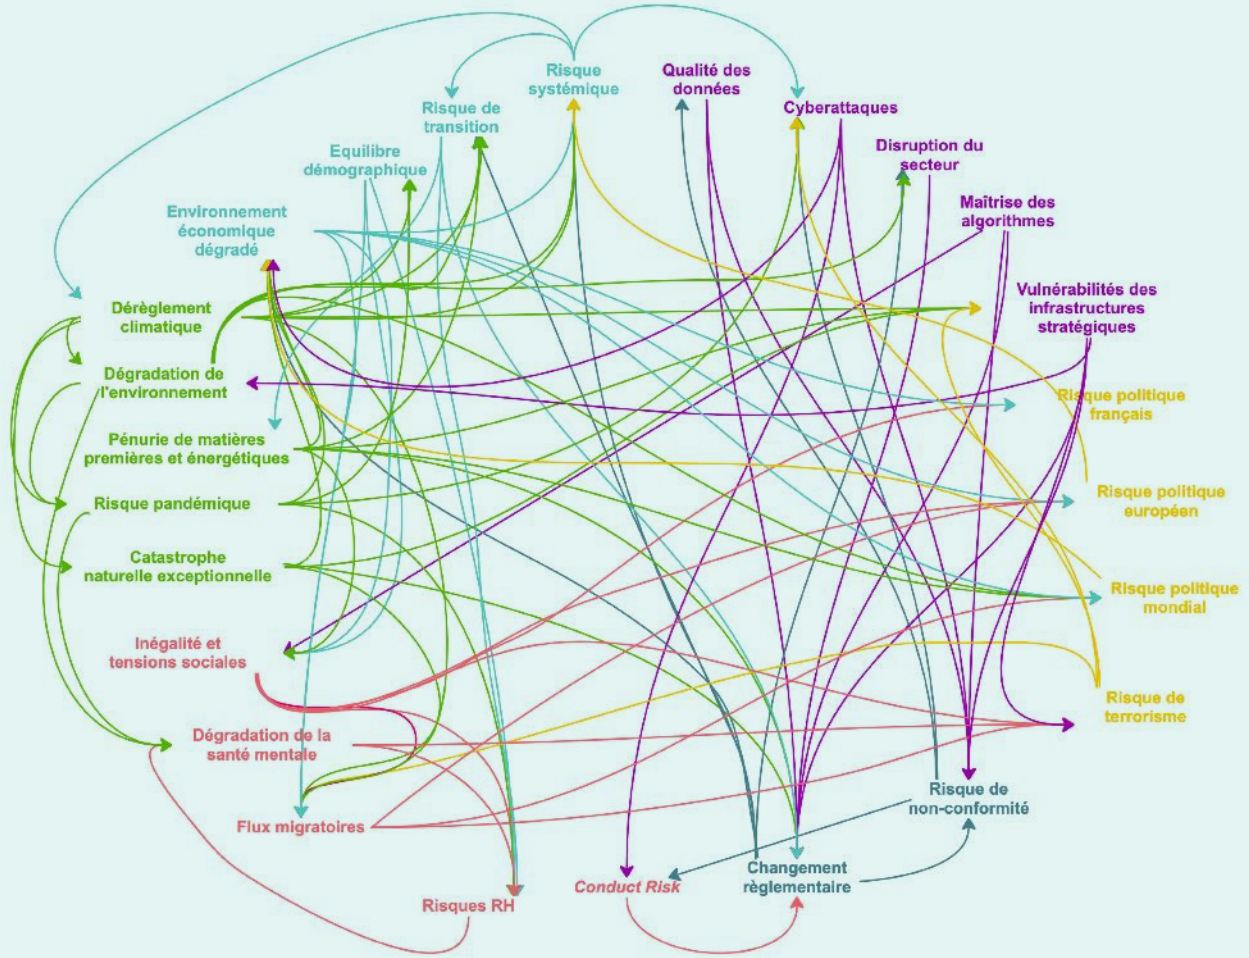 Risque
systémique
Qualité des
données
Cyberattaques
Risque de
transition
Disruption du
secteur
Equilibre
démographique
Maîtrise des
algorithmes
Environnement
économique
dégradé
Vulnérabilités des
infrastructures
stratégiques
Dérèglement
climatique
Dégradation de
l'environnement
Risque politique
français
Pénurie de matières
premières et énergétiques
Risque pandémique
Risque politique
européen
Catastrophe
naturelle exceptionnelle
Risque politique
mondial
Inégalité et
tensions sociales
Risque de
terrorisme
Dégradation de la
santé mentale
Flux migratoires
Risque de
non-conformité
Changement
règlementaire
Conduct Risk
Risques RH